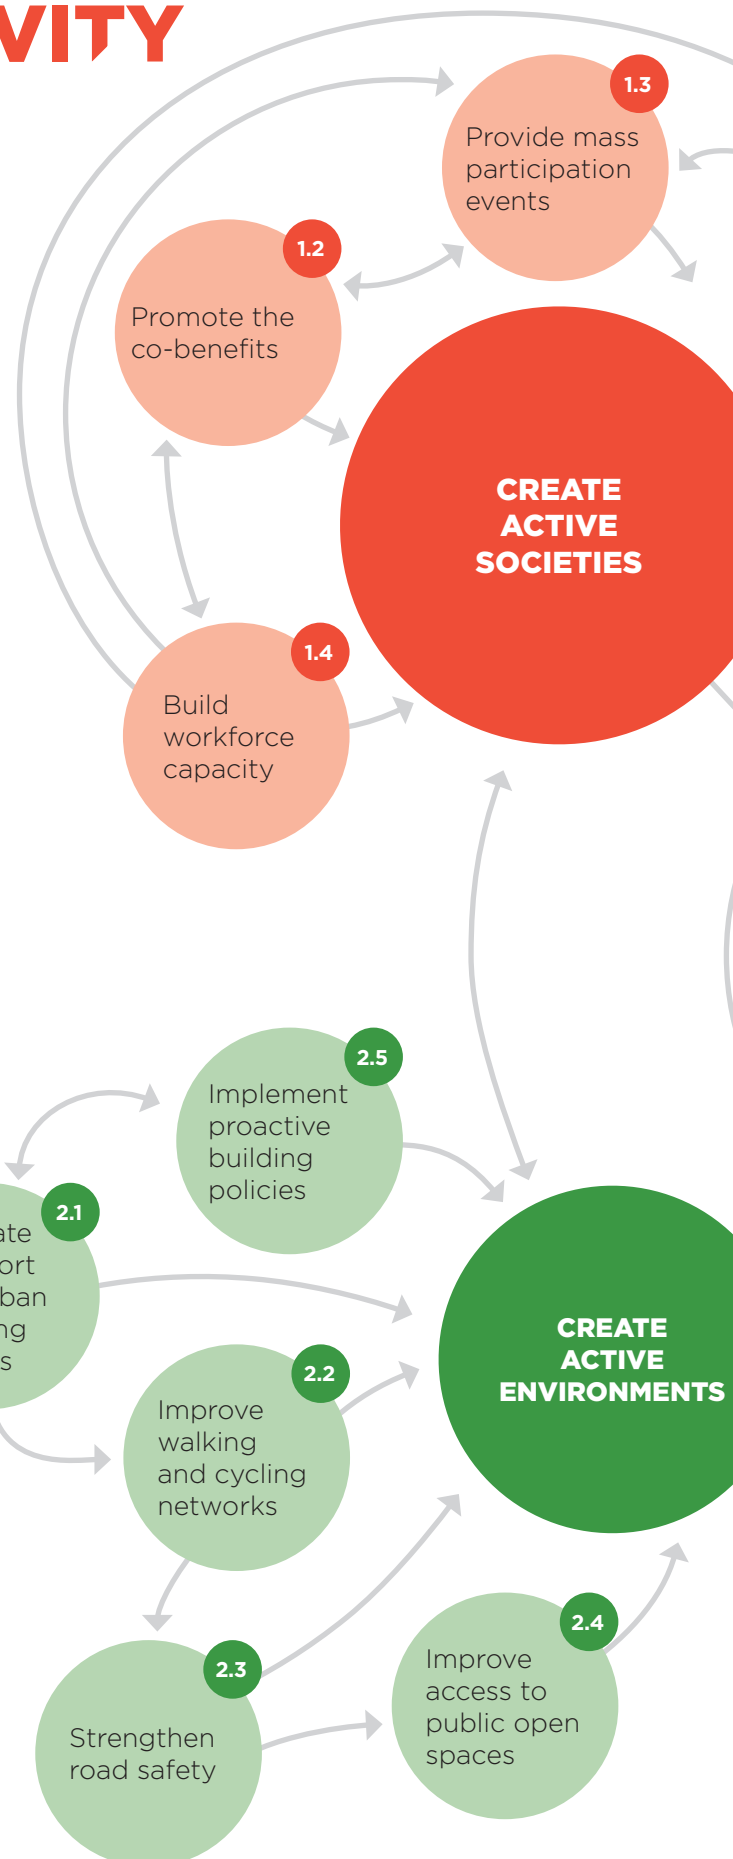 VITY
1.3
Provide mass
participation
events
1.2
Promote the
co-benefits
CREATE
ACTIVE
SOCIETIES
1.4
Build
workforce
capacity
2.5
Implement
proactive
building
policies
2.1
ate
ort
ban
ng
s
CREATE
ACTIVE
ENVIRONMENTS
2.2
Improve
walking
and cycling
networks
2.3
Strengthen
road safety
2.4
Improve
access to
public open
spaces